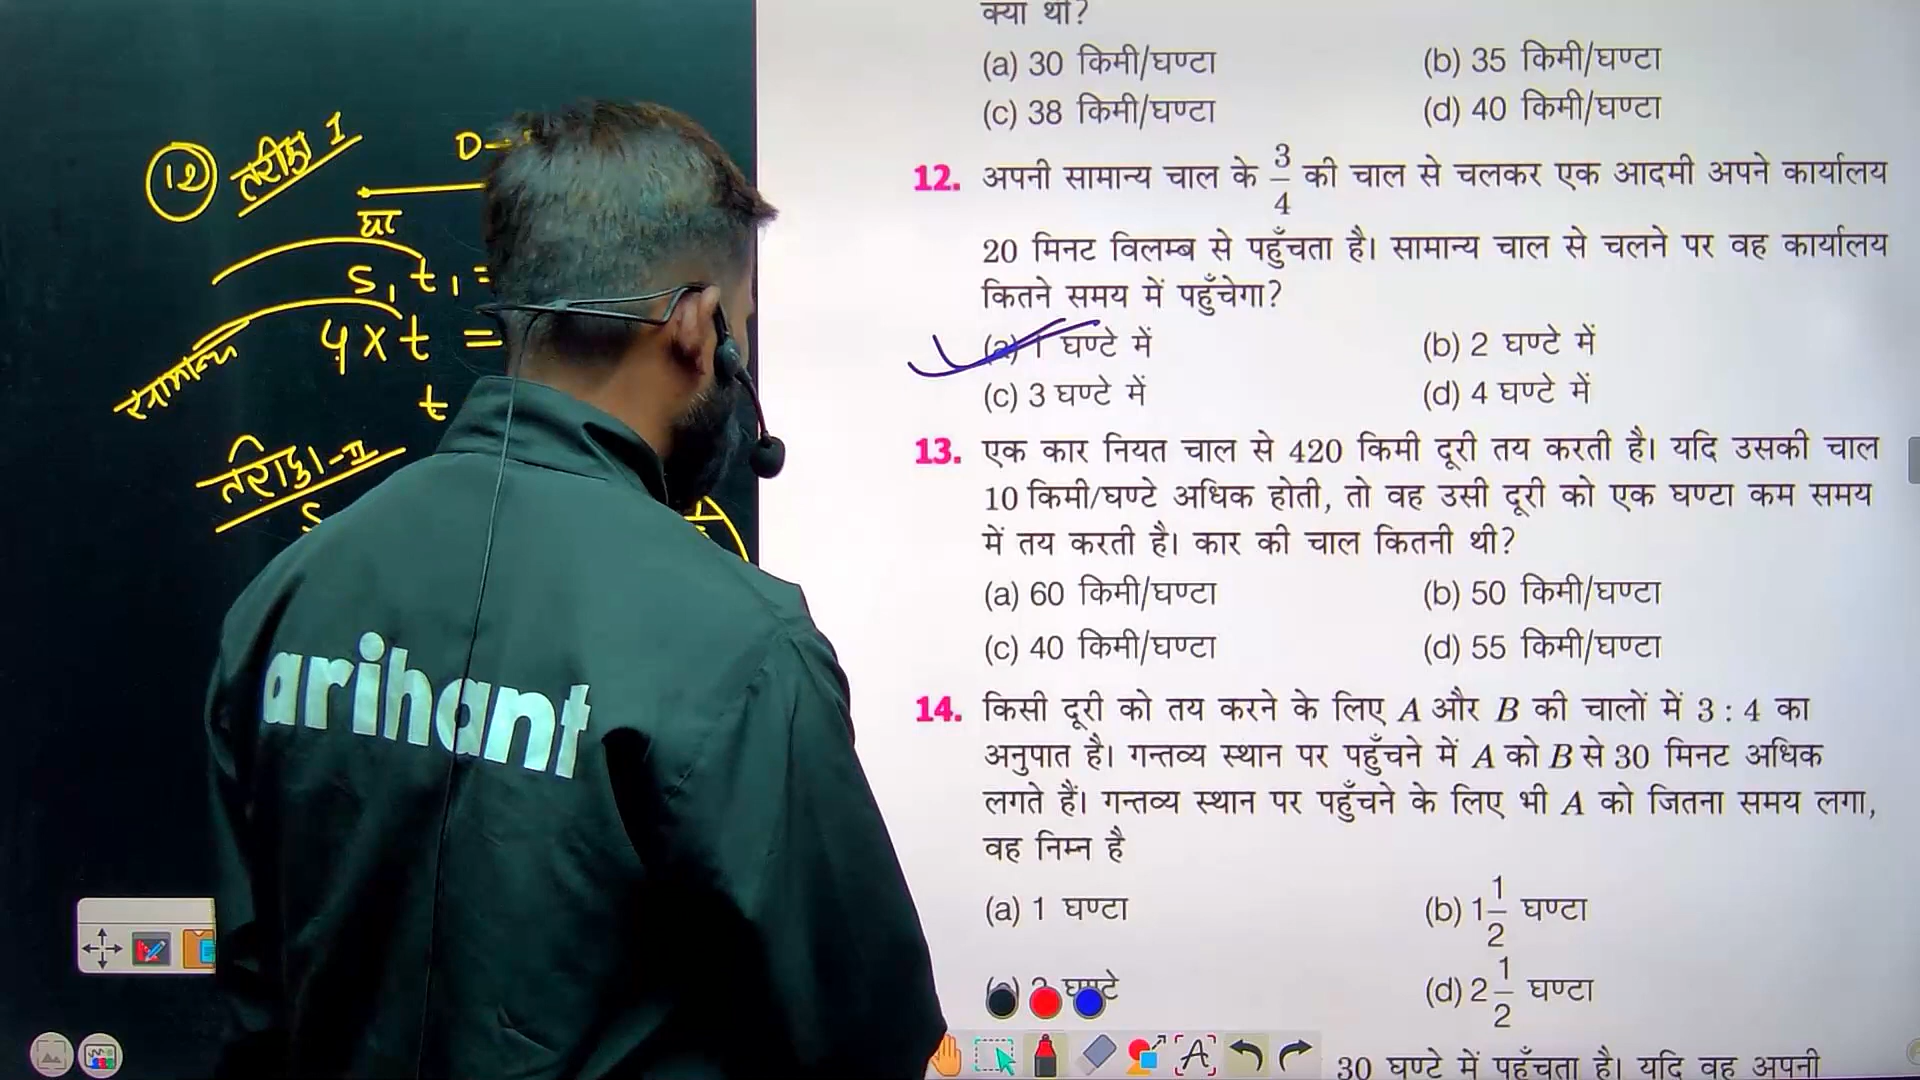 12 तरीका I
D
घर
S₁ t₁ =
सामान्य 4 x t =
t
तरीका-II
S
arihant
क्या थी?
(a) 30 किमी/घण्टा (b) 35 किमी/घण्टा
(c) 38 किमी/घण्टा (d) 40 किमी/घण्टा
12. अपनी सामान्य चाल के 3/4 की चाल से चलकर एक आदमी अपने कार्यालय
20 मिनट विलम्ब से पहुँचता है। सामान्य चाल से चलने पर वह कार्यालय
कितने समय में पहुँचेगा?
(a) 1 घण्टे में (b) 2 घण्टे में
(c) 3 घण्टे में (d) 4 घण्टे में
13. एक कार नियत चाल से 420 किमी दूरी तय करती है। यदि उसकी चाल
10 किमी/घण्टे अधिक होती, तो वह उसी दूरी को एक घण्टा कम समय
में तय करती है। कार की चाल कितनी थी?
(a) 60 किमी/घण्टा (b) 50 किमी/घण्टा
(c) 40 किमी/घण्टा (d) 55 किमी/घण्टा
14. किसी दूरी को तय करने के लिए A और B की चालों में 3 : 4 का
अनुपात है। गन्तव्य स्थान पर पहुँचने में A को B से 30 मिनट अधिक
लगते हैं। गन्तव्य स्थान पर पहुँचने के लिए भी A को जितना समय लगा,
वह निम्न है
(a) 1 घण्टा (b) 1 1/2 घण्टा
घण्टे (d) 2 1/2 घण्टा
30 घण्टे में पहुँचता है। यदि वह अपनी